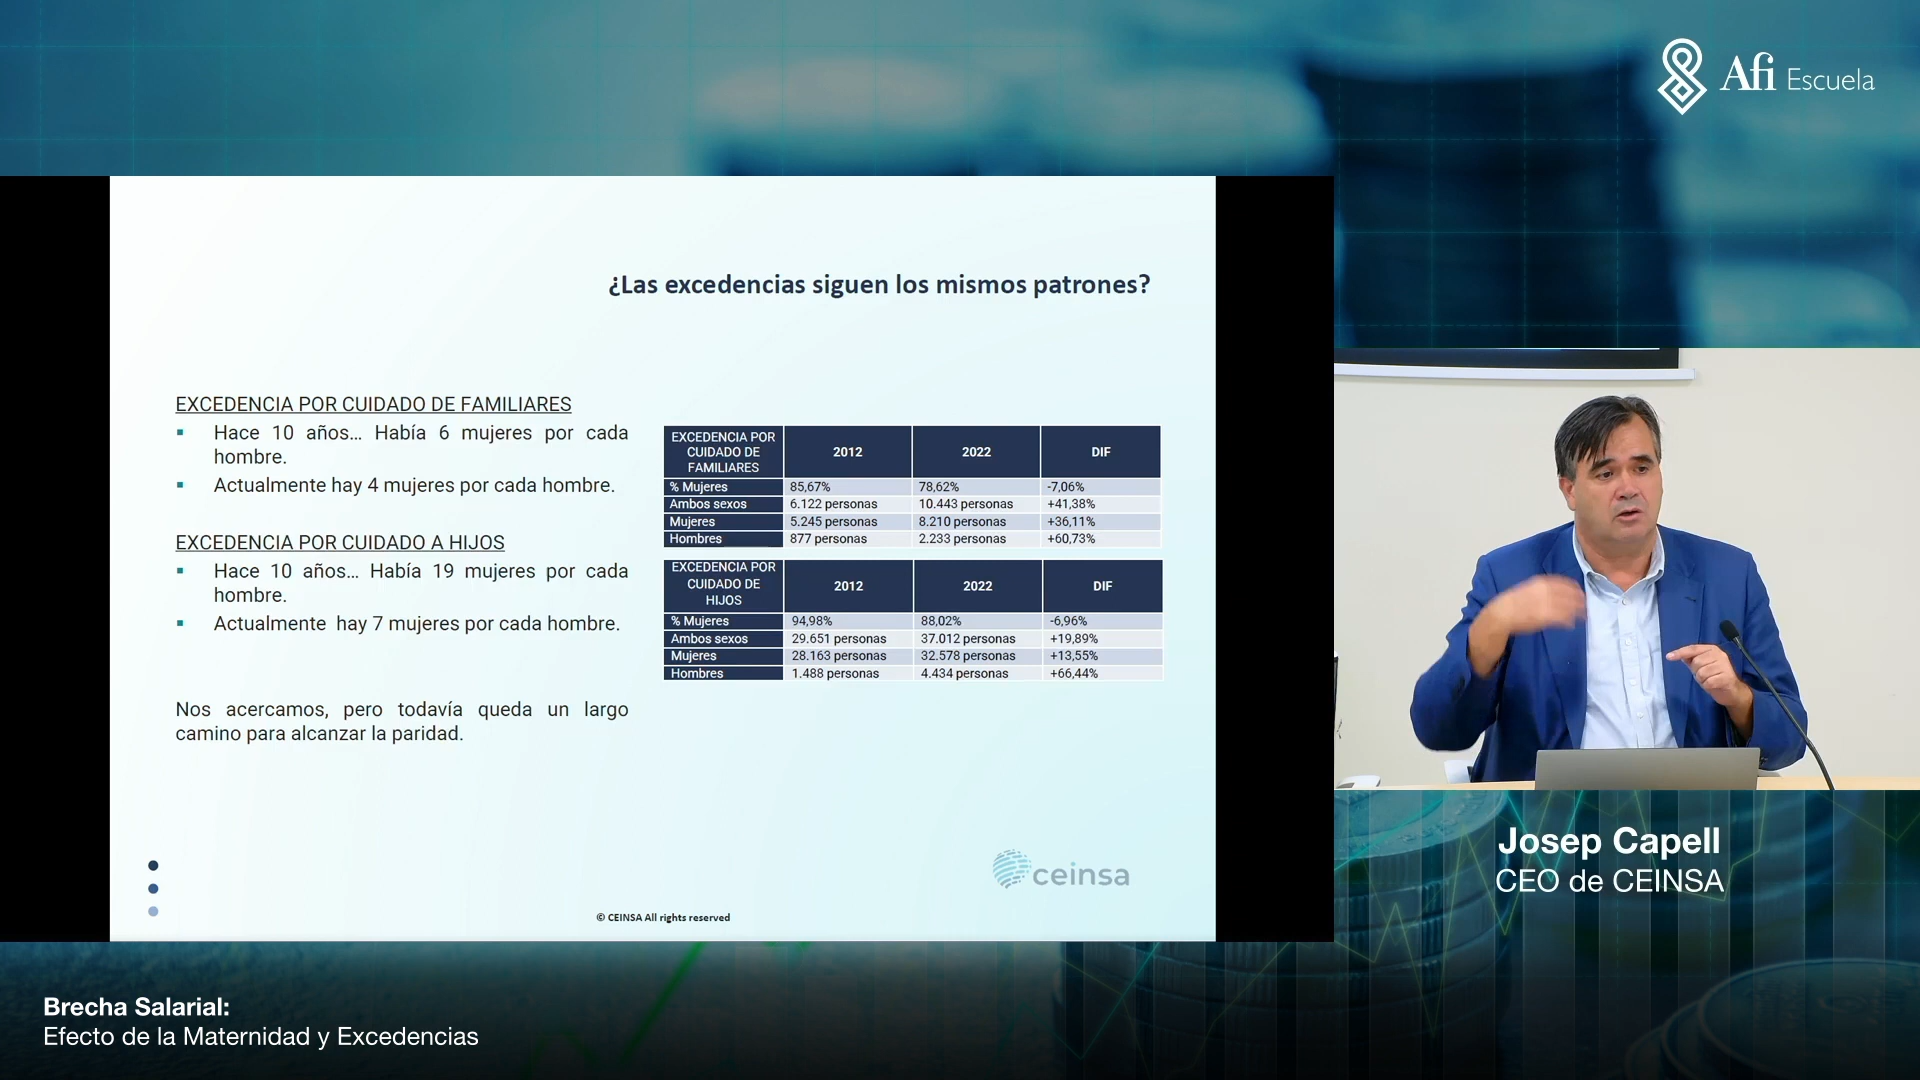 Afi Escuela
¿Las excedencias siguen los mismos patrones?
EXCEDENCIA POR CUIDADO DE FAMILIARES
Hace 10 años… Había 6 mujeres por cada
hombre.
Actualmente hay 4 mujeres por cada hombre.
EXCEDENCIA POR CUIDADO A HIJOS
Hace 10 años… Había 19 mujeres por cada
hombre.
Actualmente hay 7 mujeres por cada hombre.
Nos acercamos, pero todavía queda un largo
camino para alcanzar la paridad.
EXCEDENCIA POR
CUIDADO DE
FAMILIARES
2012 2022 DIF
% Mujeres 85,67% 78,62% -7,06%
Ambos sexos 6.122 personas 10.443 personas +41,38%
Mujeres 5.245 personas 8.210 personas +36,11%
Hombres 877 personas 2.233 personas +60,73%
EXCEDENCIA POR
CUIDADO DE
HIJOS
2012 2022 DIF
% Mujeres 94,98% 88,02% -6,96%
Ambos sexos 29.651 personas 37.012 personas +19,89%
Mujeres 28.163 personas 32.578 personas +13,55%
Hombres 1.488 personas 4.434 personas +66,44%
ceinsa
© CEINSA All rights reserved
Josep Capell
CEO de CEINSA
Brecha Salarial:
Efecto de la Maternidad y Excedencias